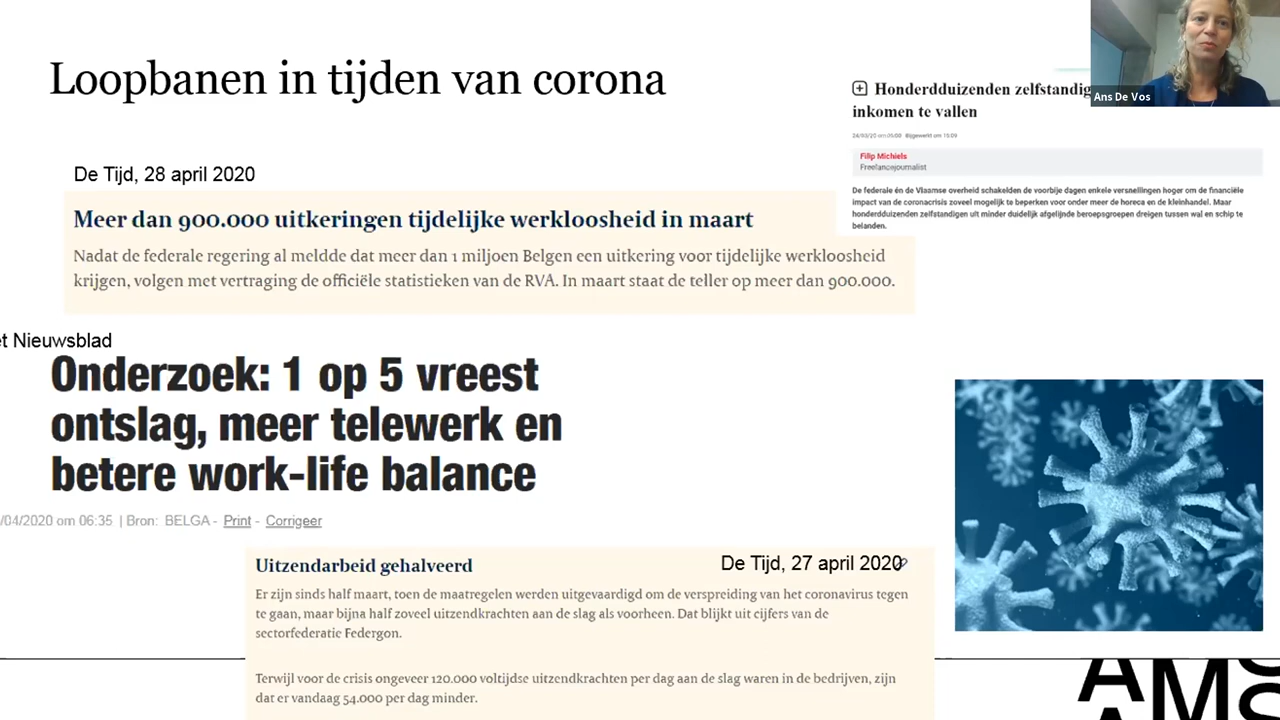 Loopbanen in tijden van corona
Ans De Vos
Honderdduizenden zelfstandig
inkomen te vallen
Filip Michiels
Freelancejournalist
De federale én de Vlaamse overheid schakelden de voorbije dagen enkele versnellingen hoger om de financiële
impact van de coronacrisis zoveel mogelijk te beperken voor onder meer de horeca en de kleinhandel. Maar
honderdduizenden zelfstandigen uit minder duidelijk afgelijnde beroepsgroepen dreigen tussen wal en schip te
belanden.
De Tijd, 28 april 2020
Meer dan 900.000 uitkeringen tijdelijke werkloosheid in maart
Nadat de federale regering al meldde dat meer dan 1 miljoen Belgen een uitkering voor tijdelijke werkloosheid
krijgen, volgen met vertraging de officiële statistieken van de RVA. In maart staat de teller op meer dan 900.000.
et Nieuwsblad
Onderzoek: 1 op 5 vreest
ontslag, meer telewerk en
betere work-life balance
/04/2020 om 06:35 | Bron: BELGA - Print - Corrigeer
Uitzendarbeid gehalveerd
De Tijd, 27 april 2020
Er zijn sinds half maart, toen de maatregelen werden uitgevaardigd om de verspreiding van het coronavirus tegen
te gaan, maar bijna half zoveel uitzendkrachten aan de slag als voorheen. Dat blijkt uit cijfers van de
sectorfederatie Federgon.
Terwijl voor de crisis ongeveer 120.000 voltijdse uitzendkrachten per dag aan de slag waren in de bedrijven, zijn
dat er vandaag 54.000 per dag minder.
AMS